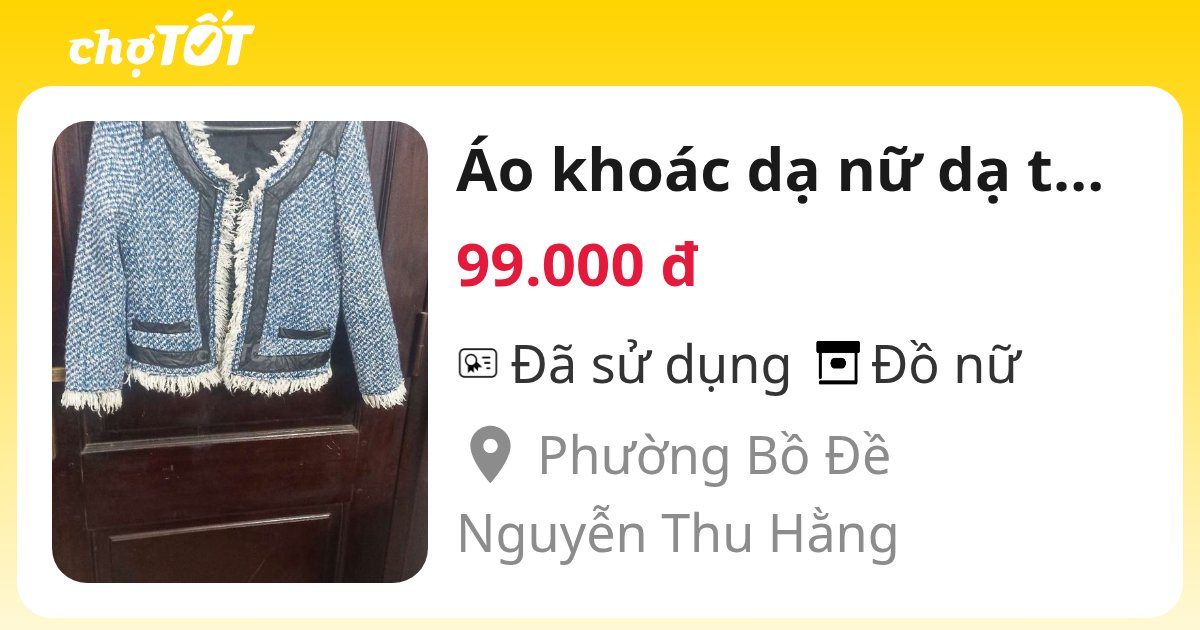 chợTỐT
Áo khoác dạ nữ dạ t...
99.000 đ
Đã sử dụng Đồ nữ
Phường Bồ Đề
Nguyễn Thu Hằng